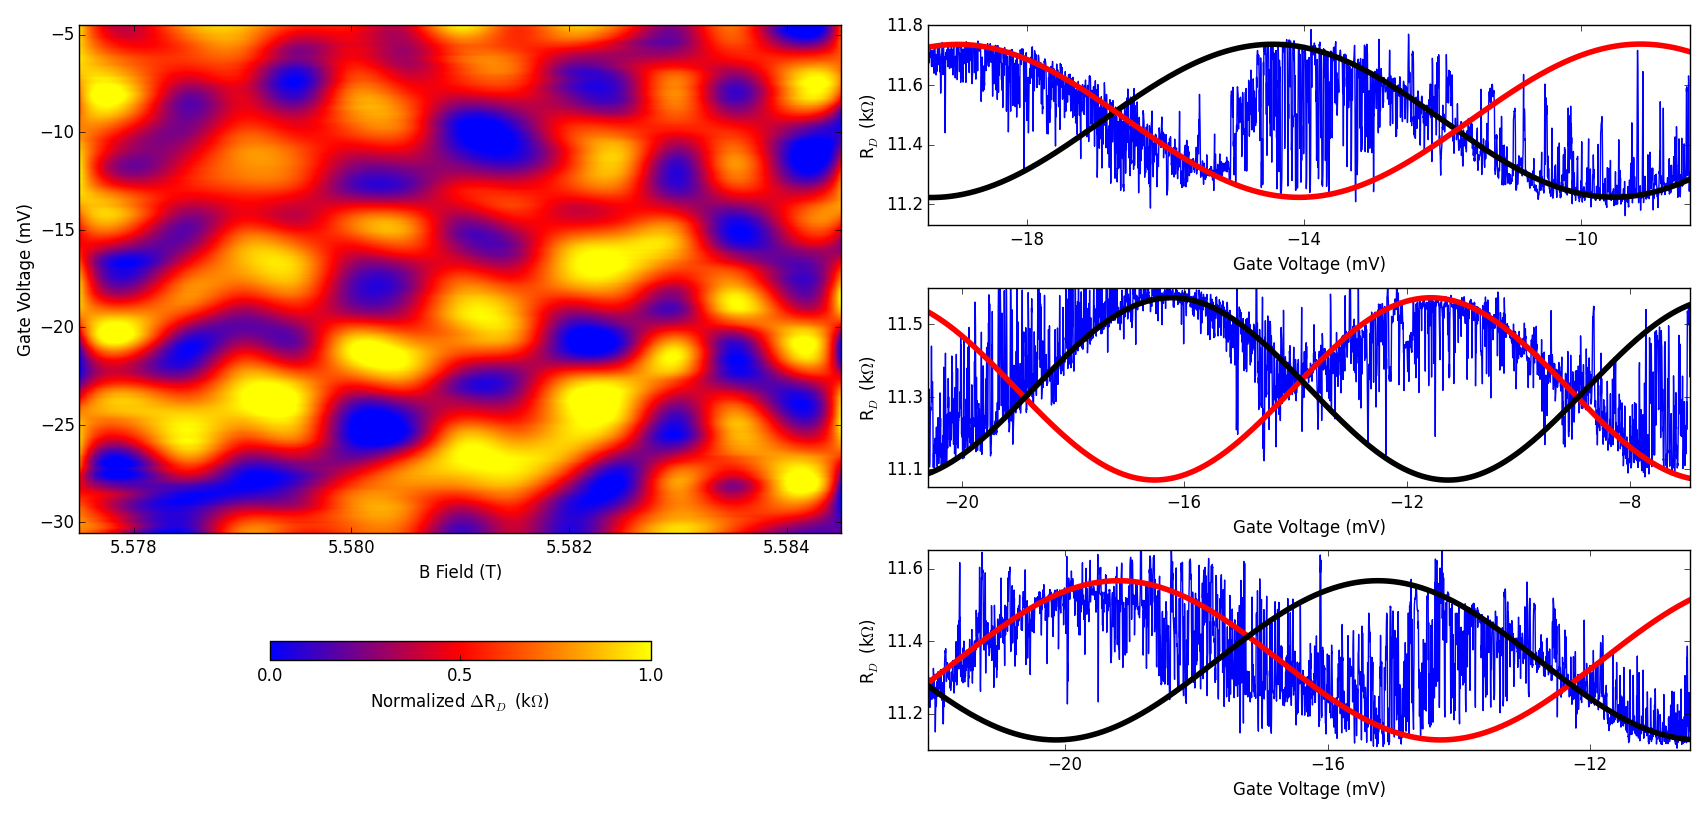 −5
−10
−15
−20
−25
−30
Gate Voltage (mV)
5.578 5.580 5.582 5.584
B Field (T)
0.0 0.5 1.0
Normalized ΔR_D (kΩ)
11.8
11.6
11.4
11.2
R_D (kΩ)
−18 −14 −10
Gate Voltage (mV)
11.5
11.3
11.1
R_D (kΩ)
−20 −16 −12 −8
Gate Voltage (mV)
11.6
11.4
11.2
R_D (kΩ)
−20 −16 −12
Gate Voltage (mV)